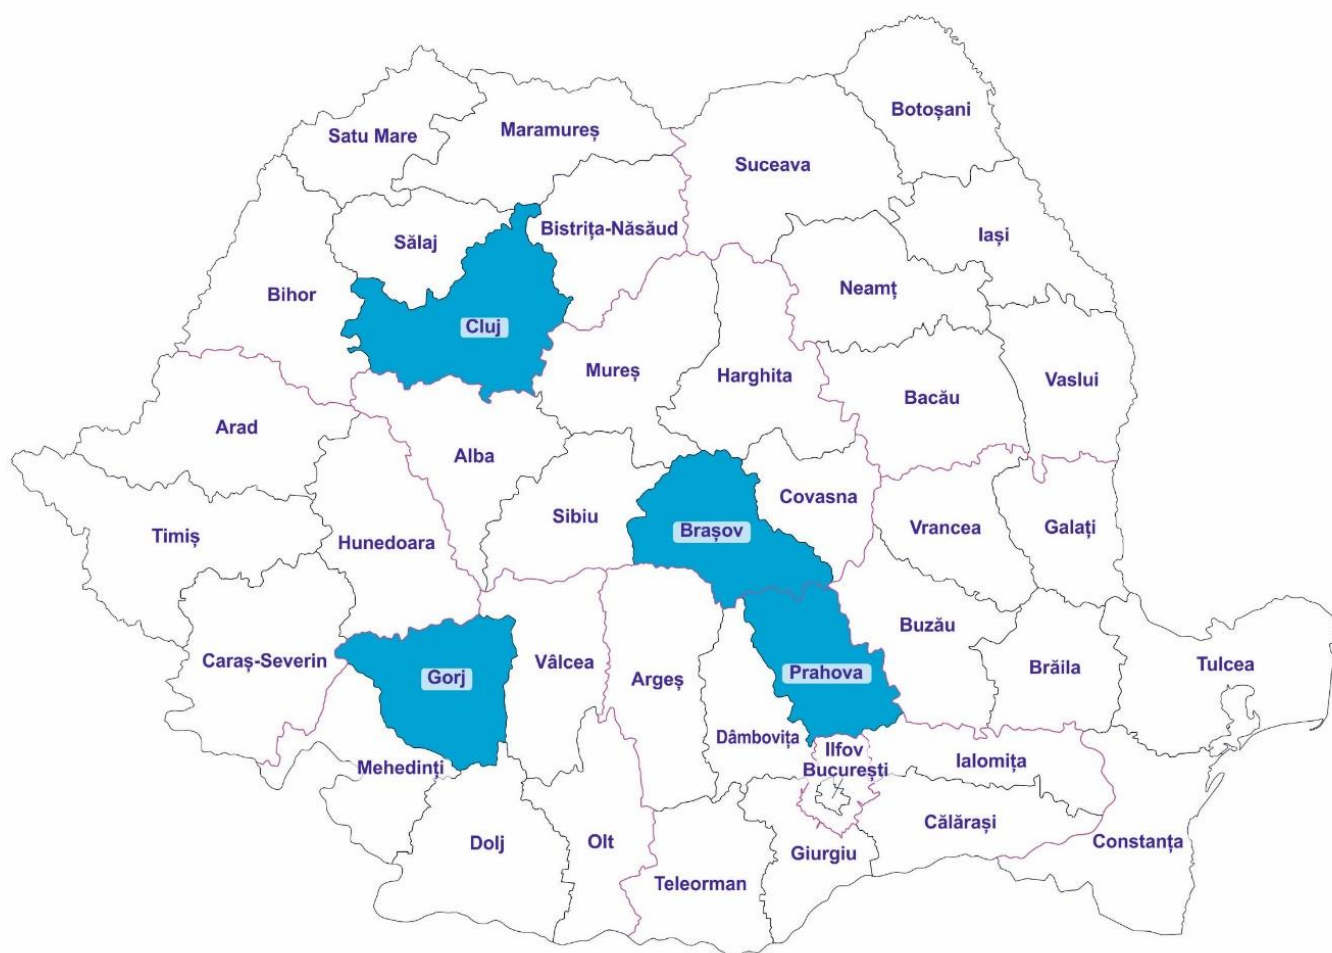 Botoșani
Satu Mare
Maramureș
Suceava
Bistrița-Năsăud
Iași
Sălaj
Neamț
Bihor
Cluj
Mureș
Harghita
Vaslui
Bacău
Arad
Alba
Covasna
Sibiu
Brașov
Vrancea
Galați
Timiș
Hunedoara
Buzău
Caraș-Severin
Vâlcea
Brăila
Tulcea
Gorj
Argeș
Prahova
Dâmbovița
Ilfov
București
Ialomița
Mehedinți
Călărași
Dolj
Olt
Constanța
Giurgiu
Teleorman